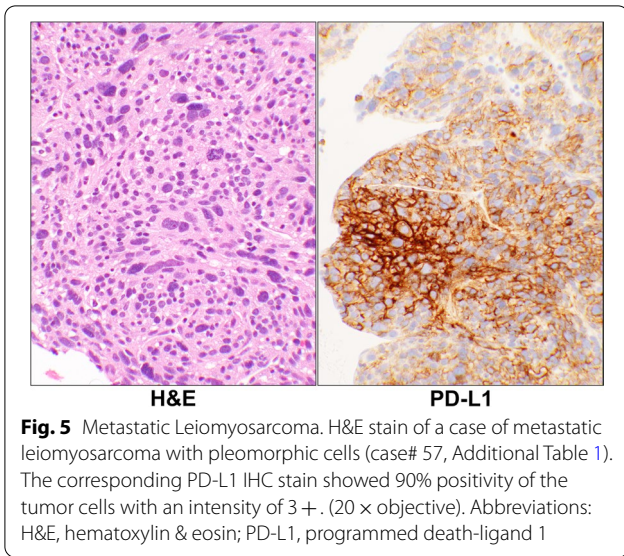 H&E
PD-L1
Fig. 5 Metastatic Leiomyosarcoma. H&E stain of a case of metastatic
leiomyosarcoma with pleomorphic cells (case# 57, Additional Table 1).
The corresponding PD-L1 IHC stain showed 90% positivity of the
tumor cells with an intensity of 3 + . (20 × objective). Abbreviations:
H&E, hematoxylin & eosin; PD-L1, programmed death-ligand 1